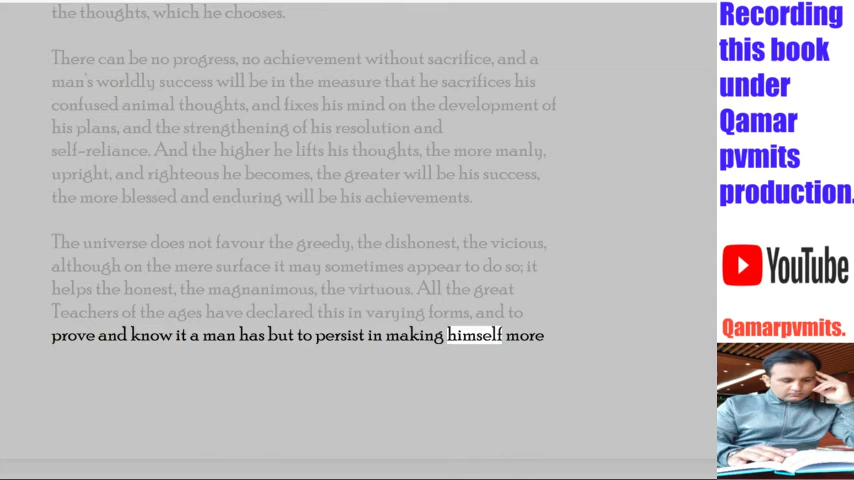 the thoughts, which he chooses.
There can be no progress, no achievement without sacrifice, and a
man's worldly success will be in the measure that he sacrifices his
confused animal thoughts, and fixes his mind on the development of
his plans, and the strengthening of his resolution and
self-reliance. And the higher he lifts his thoughts, the more manly,
upright, and righteous he becomes, the greater will be his success,
the more blessed and enduring will be his achievements.
The universe does not favour the greedy, the dishonest, the vicious,
although on the mere surface it may sometimes appear to do so; it
helps the honest, the magnanimous, the virtuous. All the great
Teachers of the ages have declared this in varying forms, and to
prove and know it a man has but to persist in making himself more
Recording
this book
under
Qamar
pvmits
production.
YouTube
Qamarpvmits.